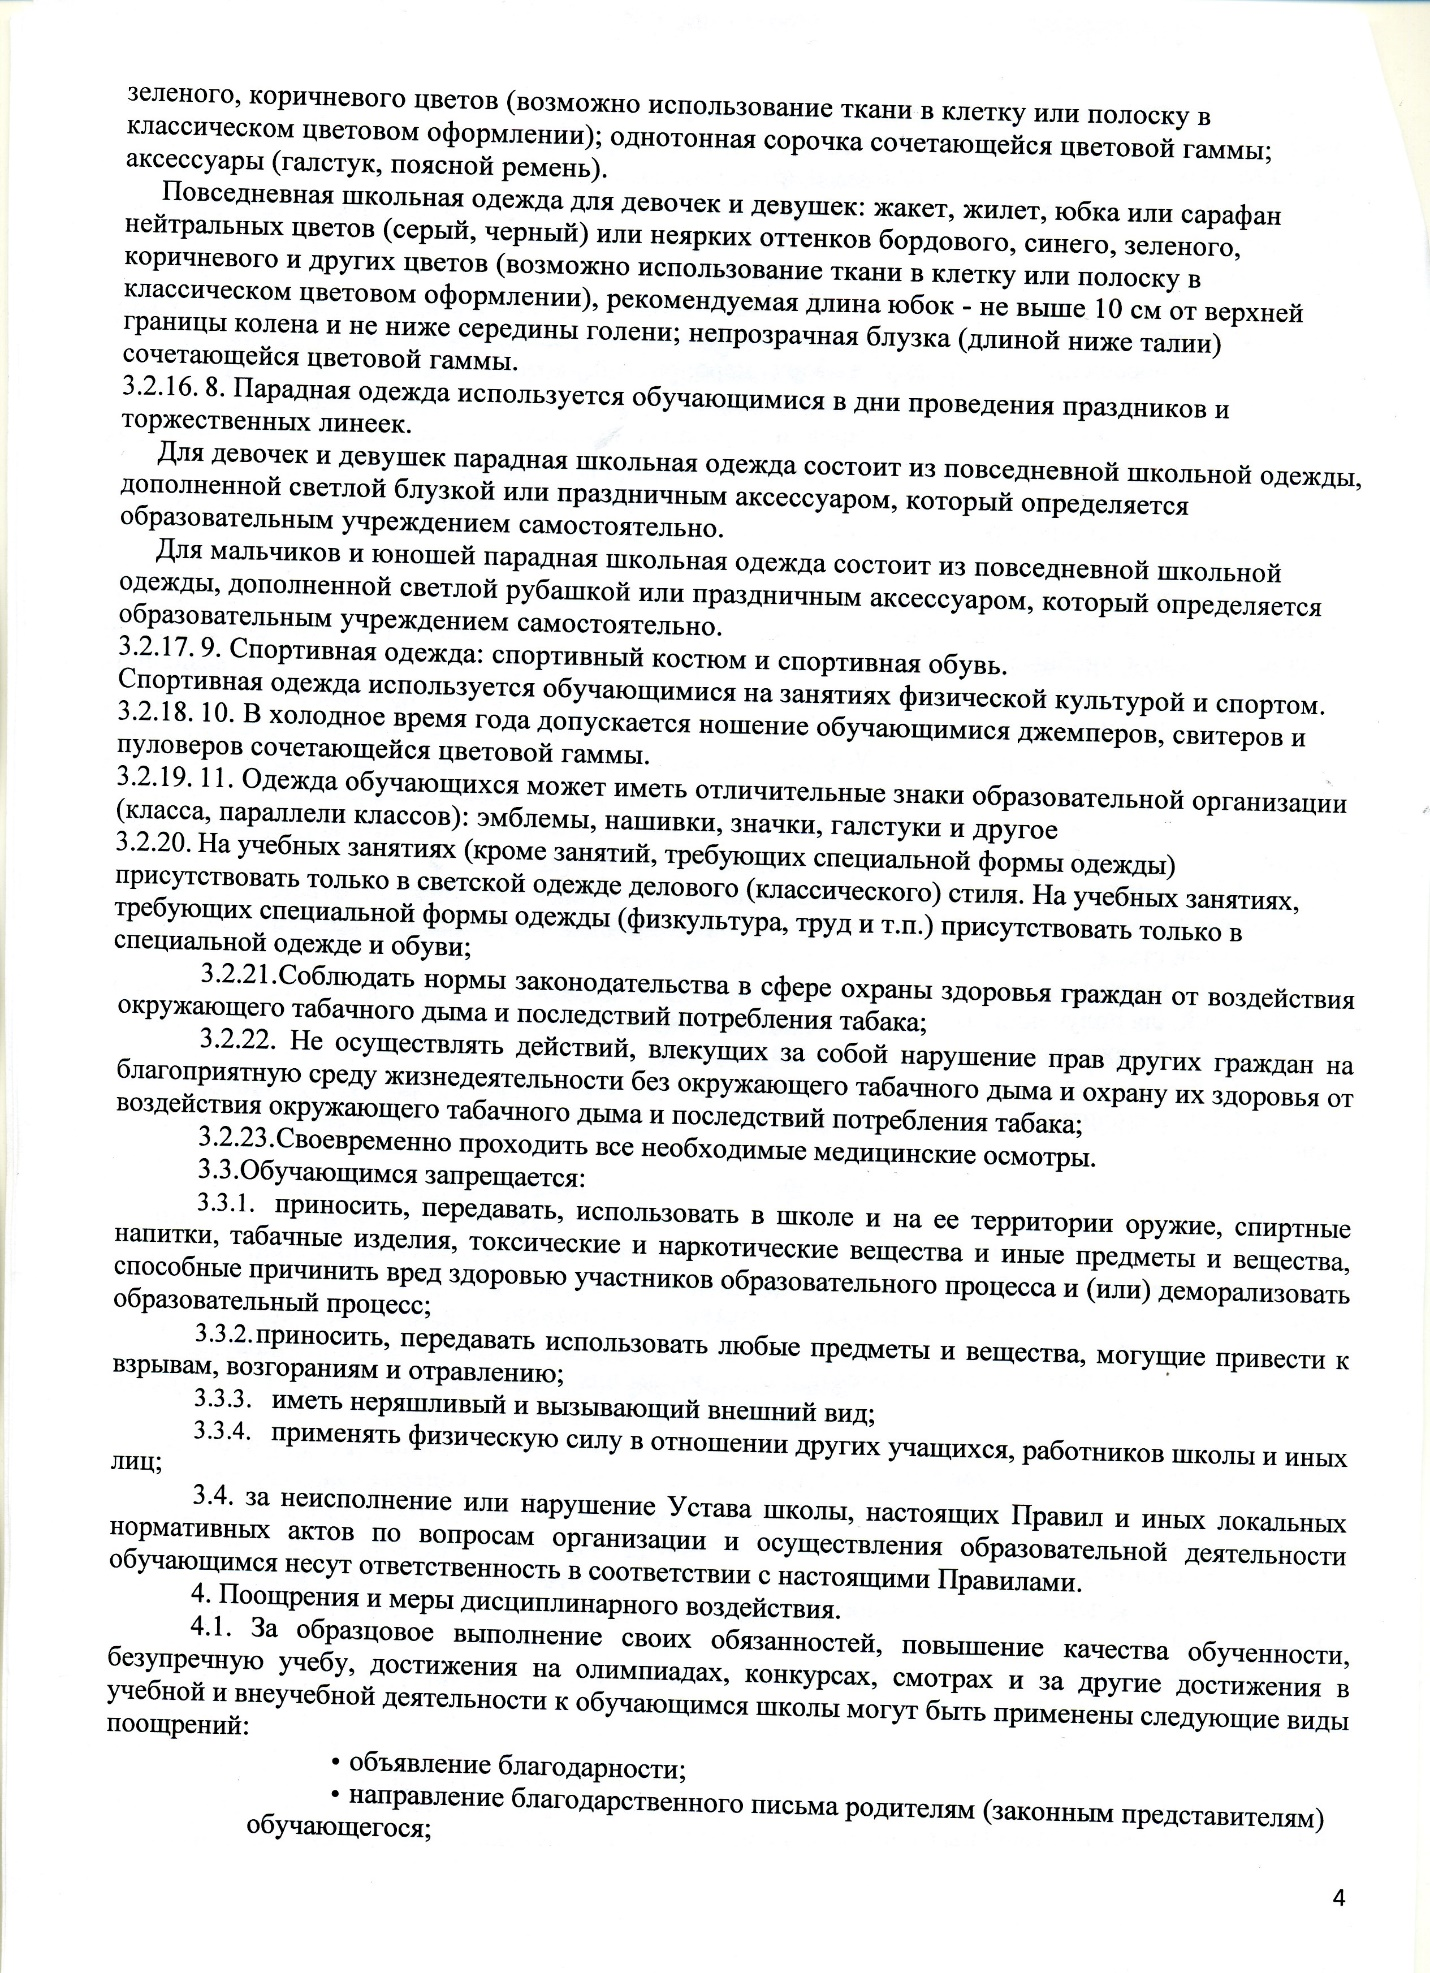 зеленого, коричневого цветов (возможно использование ткани в клетку или полоску в
классическом цветовом оформлении); однотонная сорочка сочетающейся цветовой гаммы;
аксессуары (галстук, поясной ремень).
Повседневная школьная одежда для девочек и девушек: жакет, жилет, юбка или сарафан
нейтральных цветов (серый, черный) или неярких оттенков бордового, синего, зеленого,
коричневого и других цветов (возможно использование ткани в клетку или полоску в
классическом цветовом оформлении), рекомендуемая длина юбок - не выше 10 см от верхней
границы колена и не ниже середины голени; непрозрачная блузка (длиной ниже талии)
сочетающейся цветовой гаммы.
3.2.16. 8. Парадная одежда используется обучающимися в дни проведения праздников и
торжественных линеек.
Для девочек и девушек парадная школьная одежда состоит из повседневной школьной одежды,
дополненной светлой блузкой или праздничным аксессуаром, который определяется
образовательным учреждением самостоятельно.
Для мальчиков и юношей парадная школьная одежда состоит из повседневной школьной
одежды, дополненной светлой рубашкой или праздничным аксессуаром, который определяется
образовательным учреждением самостоятельно.
3.2.17. 9. Спортивная одежда: спортивный костюм и спортивная обувь.
Спортивная одежда используется обучающимися на занятиях физической культурой и спортом.
3.2.18. 10. В холодное время года допускается ношение обучающимися джемперов, свитеров и
пуловеров сочетающейся цветовой гаммы.
3.2.19. 11. Одежда обучающихся может иметь отличительные знаки образовательной организации
(класса, параллели классов): эмблемы, нашивки, значки, галстуки и другое
3.2.20. На учебных занятиях (кроме занятий, требующих специальной формы одежды)
присутствовать только в светской одежде делового (классического) стиля. На учебных занятиях,
требующих специальной формы одежды (физкультура, труд и т.п.) присутствовать только в
специальной одежде и обуви;
3.2.21.Соблюдать нормы законодательства в сфере охраны здоровья граждан от воздействия
окружающего табачного дыма и последствий потребления табака;
3.2.22. Не осуществлять действий, влекущих за собой нарушение прав других граждан на
благоприятную среду жизнедеятельности без окружающего табачного дыма и охрану их здоровья от
воздействия окружающего табачного дыма и последствий потребления табака;
3.2.23.Своевременно проходить все необходимые медицинские осмотры.
3.3.Обучающимся запрещается:
3.3.1. приносить, передавать, использовать в школе и на ее территории оружие, спиртные
напитки, табачные изделия, токсические и наркотические вещества и иные предметы и вещества,
способные причинить вред здоровью участников образовательного процесса и (или) деморализовать
образовательный процесс;
3.3.2.приносить, передавать использовать любые предметы и вещества, могущие привести к
взрывам, возгораниям и отравлению;
3.3.3. иметь неряшливый и вызывающий внешний вид;
3.3.4. применять физическую силу в отношении других учащихся, работников школы и иных
лиц;
3.4. за неисполнение или нарушение Устава школы, настоящих Правил и иных локальных
нормативных актов по вопросам организации и осуществления образовательной деятельности
обучающимся несут ответственность в соответствии с настоящими Правилами.
4. Поощрения и меры дисциплинарного воздействия.
4.1. За образцовое выполнение своих обязанностей, повышение качества обученности,
безупречную учебу, достижения на олимпиадах, конкурсах, смотрах и за другие достижения в
учебной и внеучебной деятельности к обучающимся школы могут быть применены следующие виды
поощрений:
• объявление благодарности;
• направление благодарственного письма родителям (законным представителям)
обучающегося;
4